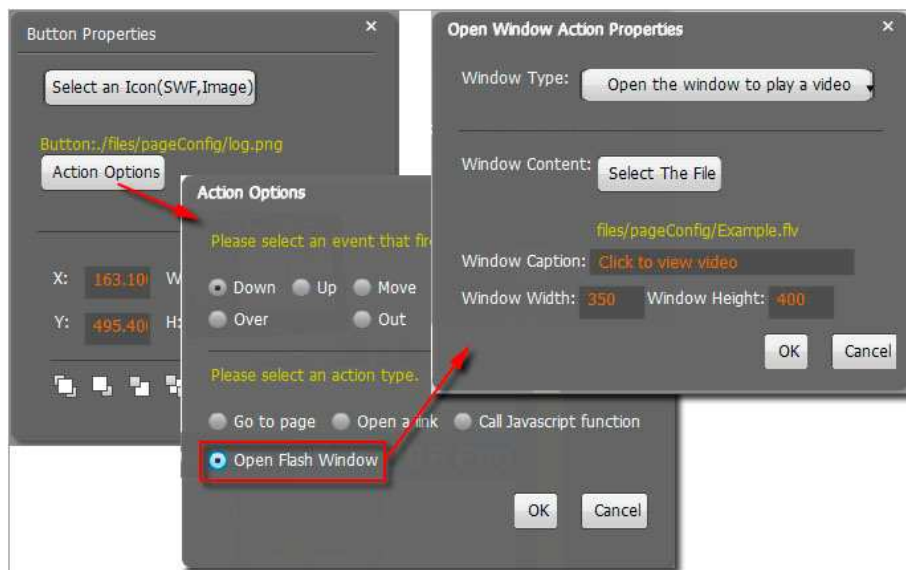 Button Properties
×
Select an Icon(SWF,Image)
Button:./files/pageConfig/log.png
Action Options
X: 163.10
Y: 495.40 H:
Action Options
Please select an event that
Down Up Move
Over Out
Please select an action type.
Go to page Open a link Call Javascript function
Open Flash Window
OK Cancel
Open Window Action Properties
×
Window Type: Open the window to play a video
Window Content: Select The File
files/pageConfig/Example.flv
Window Caption: Click to view video
Window Width: 350 Window Height: 400
OK Cancel